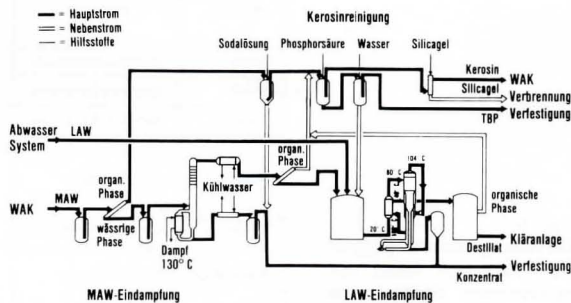 = Hauptstrom
= Nebenstrom
= Hilfsstoffe
Kerosinreinigung
Sodalösung
Phosphorsäure
Wasser
Silicagel
Kerosin
WAK
Silicagel
Verbrennung
TBP
Verfestigung
Abwasser
System
LAW
organ.
Phase
organ.
Phase
Kühlwasser
WAK
MAW
wässrige
Phase
Dampf
130° C
80 C
104 C
20° C
organische
Phase
Destillat
Kläranlage
Konzentrat
Verfestigung
MAW-Eindampfung
LAW-Eindampfung